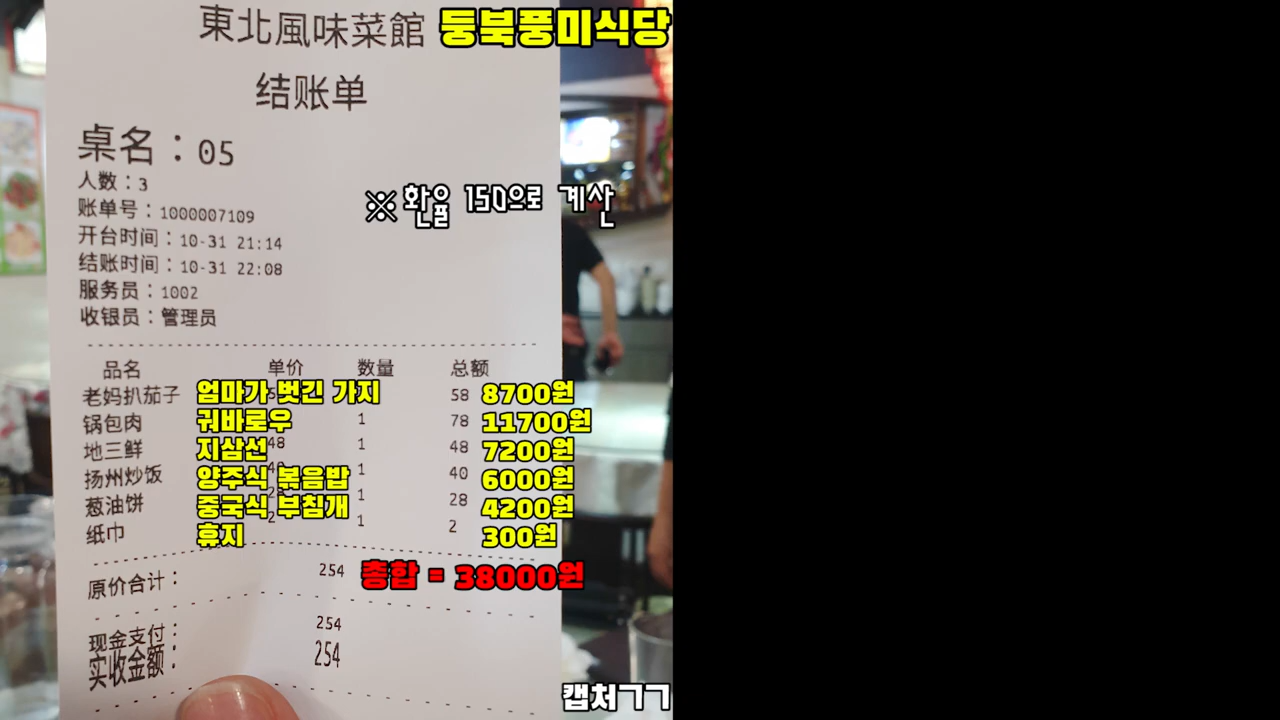 東北風味菜館 둥북풍미식당
结账单
桌名：05
人数：3
※환율 150으로 계산
账单号：1000007109
开台时间：10-31 21:14
结账时间：10-31 22:08
服务员：1002
收银员：管理员
品名 单价 数量 总额
老妈扒茄子 엄마가 벗긴 가지 58 8700원
锅包肉 궈바로우 1 78 11700원
地三鲜 지삼선 48 1 48 7200원
扬州炒饭 양주식 볶음밥 1 40 6000원
葱油饼 중국식 부침개 1 28 4200원
纸巾 휴지 2 1 2 300원
原价合计： 254 총합 = 38000원
现金支付： 254
实收金额： 254
캡처ㄱㄱ